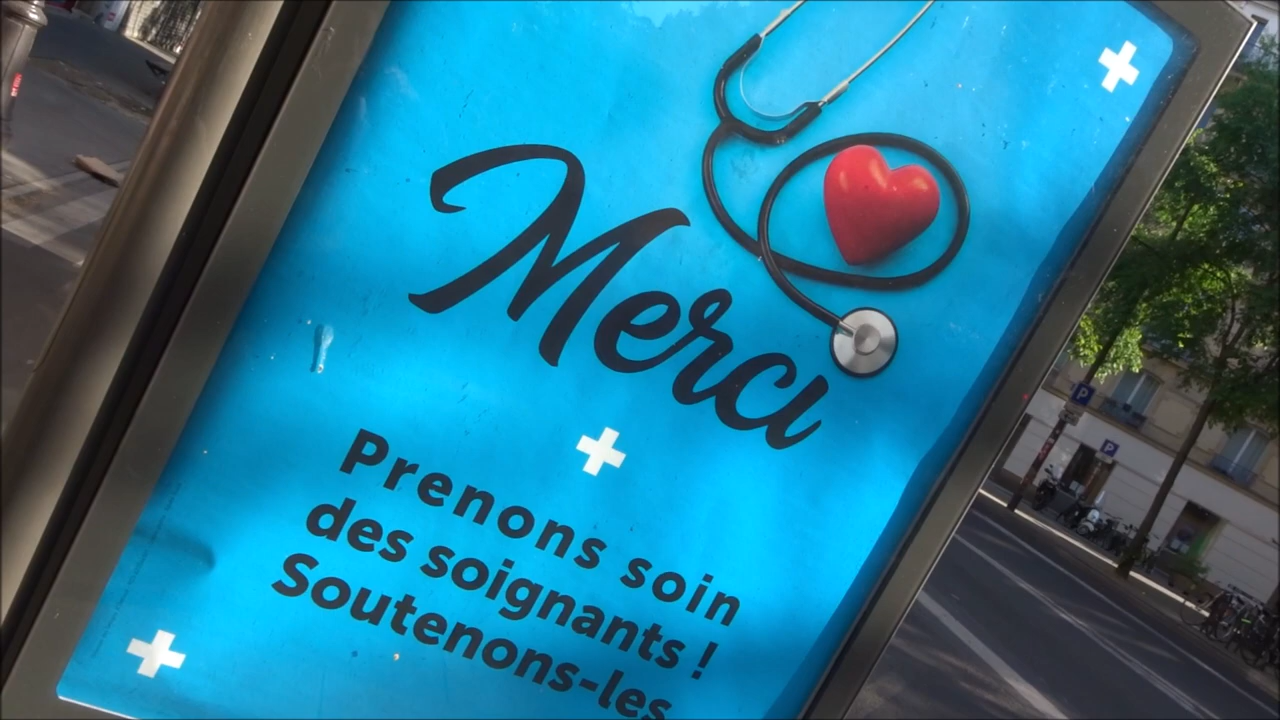 Merci
Prenons soin
des soignants !
Soutenons-les
P
P